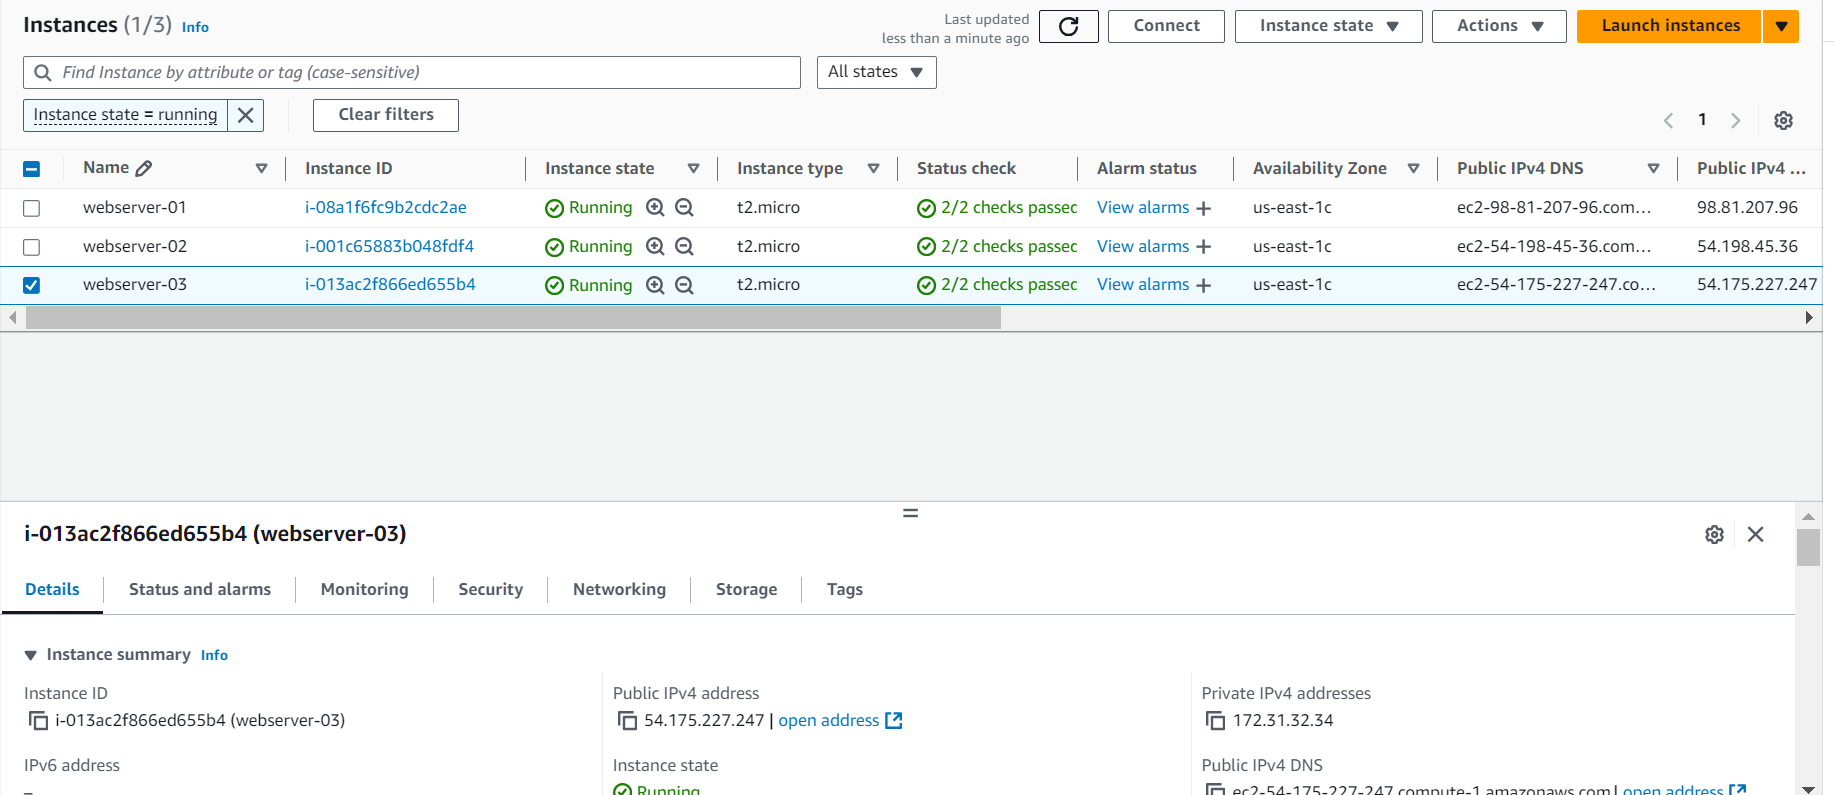 Instances (1/3) Info
Last updated
less than a minute ago
Connect
Instance state
Actions
Launch instances
Find Instance by attribute or tag (case-sensitive)
All states
Instance state = running
Clear filters
1
Name Instance ID Instance state Instance type Status check Alarm status Availability Zone Public IPv4 DNS Public IPv4 ...
webserver-01 i-08a1f6fc9b2cdc2ae Running t2.micro 2/2 checks passed View alarms + us-east-1c ec2-98-81-207-96.com... 98.81.207.96
webserver-02 i-001c65883b048fdf4 Running t2.micro 2/2 checks passed View alarms + us-east-1c ec2-54-198-45-36.com... 54.198.45.36
webserver-03 i-013ac2f866ed655b4 Running t2.micro 2/2 checks passed View alarms + us-east-1c ec2-54-175-227-247.co... 54.175.227.247
i-013ac2f866ed655b4 (webserver-03)
Details Status and alarms Monitoring Security Networking Storage Tags
Instance summary Info
Instance ID
i-013ac2f866ed655b4 (webserver-03)
Public IPv4 address
54.175.227.247 | open address
Private IPv4 addresses
172.31.32.34
IPv6 address
–
Instance state
Running
Public IPv4 DNS
ec2-54-175-227-247.compute-1.amazonaws.com | open address